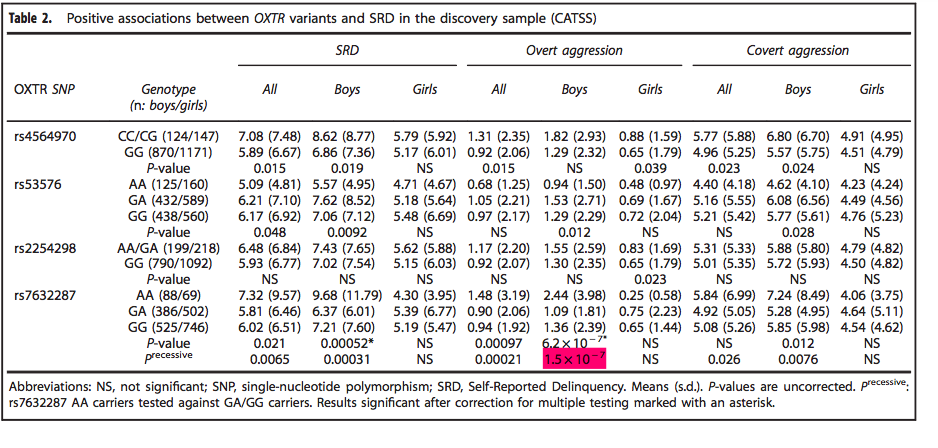 Table 2. Positive associations between OXTR variants and SRD in the discovery sample (CATSS)
SRD Overt aggression Covert aggression
OXTR SNP Genotype All Boys Girls All Boys Girls All Boys Girls
(n: boys/girls)
rs4564970 CC/CG (124/147) 7.08 (7.48) 8.62 (8.77) 5.79 (5.92) 1.31 (2.35) 1.82 (2.93) 0.88 (1.59) 5.77 (5.88) 6.80 (6.70) 4.91 (4.95)
GG (870/1171) 5.89 (6.67) 6.86 (7.36) 5.17 (6.01) 0.92 (2.06) 1.29 (2.32) 0.65 (1.79) 4.96 (5.25) 5.57 (5.75) 4.51 (4.79)
P-value 0.015 0.019 NS 0.015 NS 0.039 0.023 0.024 NS
rs53576 AA (125/160) 5.09 (4.81) 5.57 (4.95) 4.71 (4.67) 0.68 (1.25) 0.94 (1.50) 0.48 (0.97) 4.40 (4.18) 4.62 (4.10) 4.23 (4.24)
GA (432/589) 6.21 (7.10) 7.62 (8.52) 5.18 (5.64) 1.05 (2.21) 1.53 (2.71) 0.69 (1.67) 5.16 (5.55) 6.08 (6.56) 4.49 (4.56)
GG (438/560) 6.17 (6.92) 7.06 (7.12) 5.48 (6.69) 0.97 (2.17) 1.29 (2.29) 0.72 (2.04) 5.21 (5.42) 5.77 (5.61) 4.76 (5.23)
P-value 0.048 0.0092 NS NS 0.012 NS NS 0.028 NS
rs2254298 AA/GA (199/218) 6.48 (6.84) 7.43 (7.65) 5.62 (5.88) 1.17 (2.20) 1.55 (2.59) 0.83 (1.69) 5.31 (5.33) 5.88 (5.80) 4.79 (4.82)
GG (790/1092) 5.93 (6.77) 7.02 (7.54) 5.15 (6.03) 0.92 (2.07) 1.30 (2.35) 0.65 (1.79) 5.01 (5.35) 5.72 (5.93) 4.50 (4.82)
P-value NS NS NS NS NS 0.023 NS NS NS
rs7632287 AA (88/69) 7.32 (9.57) 9.68 (11.79) 4.30 (3.95) 1.48 (3.19) 2.44 (3.98) 0.25 (0.58) 5.84 (6.99) 7.24 (8.49) 4.06 (3.75)
GA (386/502) 5.81 (6.46) 6.37 (6.01) 5.39 (6.77) 0.90 (2.06) 1.09 (1.81) 0.75 (2.23) 4.92 (5.05) 5.28 (4.95) 4.64 (5.11)
GG (525/746) 6.02 (6.51) 7.21 (7.60) 5.19 (5.47) 0.94 (1.92) 1.36 (2.39) 0.65 (1.44) 5.08 (5.26) 5.85 (5.98) 4.54 (4.62)
P-value 0.021 0.00052* NS 0.00097 6.2 × 10⁻⁷* NS NS 0.012 NS
Pʳᵉᶜᵉˢˢⁱᵛᵉ 0.0065 0.00031 NS 0.00021 1.5 × 10⁻⁷ NS 0.026 0.0076 NS
Abbreviations: NS, not significant; SNP, single-nucleotide polymorphism; SRD, Self-Reported Delinquency. Means (s.d.). P-values are uncorrected. Pʳᵉᶜᵉˢˢⁱᵛᵉ:
rs7632287 AA carriers tested against GA/GG carriers. Results significant after correction for multiple testing marked with an asterisk.